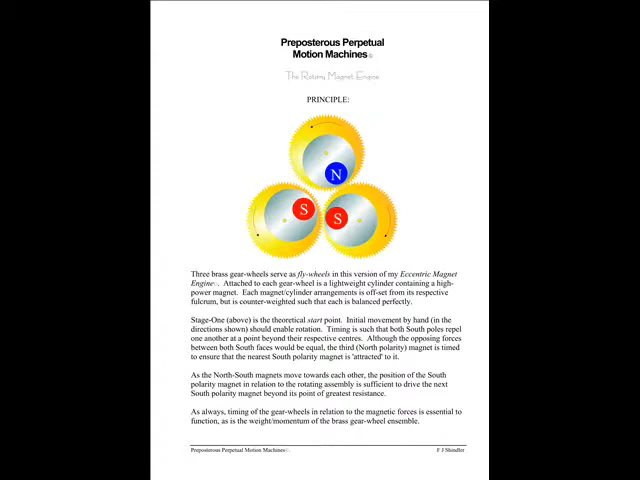 Preposterous Perpetual
Motion Machines©
The Rotary Magnet Engine
PRINCIPLE:
N
S
S
Three brass gear-wheels serve as fly-wheels in this version of my Eccentric Magnet
Engine©. Attached to each gear-wheel is a lightweight cylinder containing a high-
power magnet. Each magnet/cylinder arrangements is off-set from its respective
fulcrum, but is counter-weighted such that each is balanced perfectly.
Stage-One (above) is the theoretical start point. Initial movement by hand (in the
directions shown) should enable rotation. Timing is such that both South poles repel
one another at a point beyond their respective centres. Although the opposing forces
between both South faces would be equal, the third (North polarity) magnet is timed
to ensure that the nearest South polarity magnet is 'attracted' to it.
As the North-South magnets move towards each other, the position of the South
polarity magnet in relation to the rotating assembly is sufficient to drive the next
South polarity magnet beyond its point of greatest resistance.
As always, timing of the gear-wheels in relation to the magnetic forces is essential to
function, as is the weight/momentum of the brass gear-wheel ensemble.
Preposterous Perpetual Motion Machines© F J Shindler